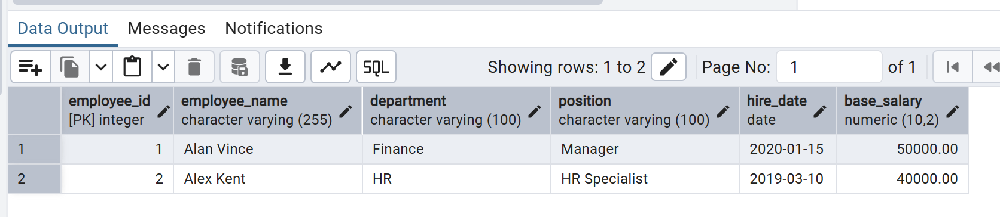 Data Output Messages Notifications
SQL Showing rows: 1 to 2 Page No: 1 of 1
employee_id employee_name department position hire_date base_salary
[PK] integer character varying (255) character varying (100) character varying (100) date numeric (10,2)
1 1 Alan Vince Finance Manager 2020-01-15 50000.00
2 2 Alex Kent HR HR Specialist 2019-03-10 40000.00